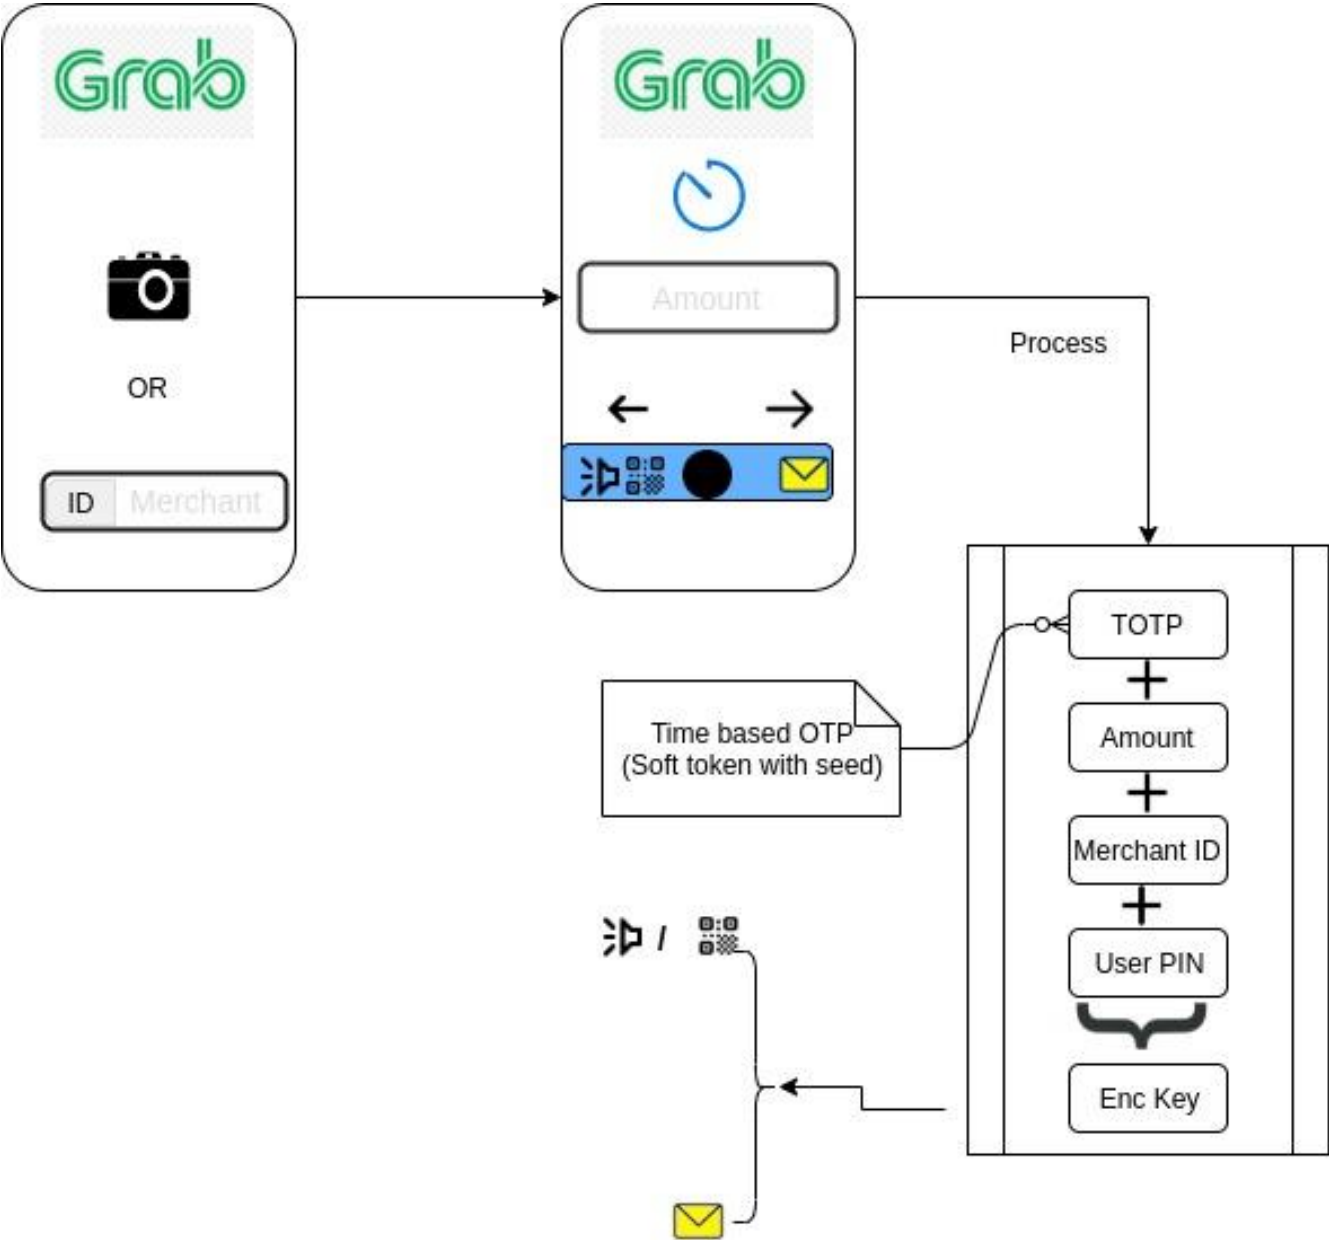 Grab
OR
ID Merchant
Grab
Amount
Process
TOTP
+
Amount
+
Merchant ID
+
User PIN
Enc Key
Time based OTP
(Soft token with seed)
/